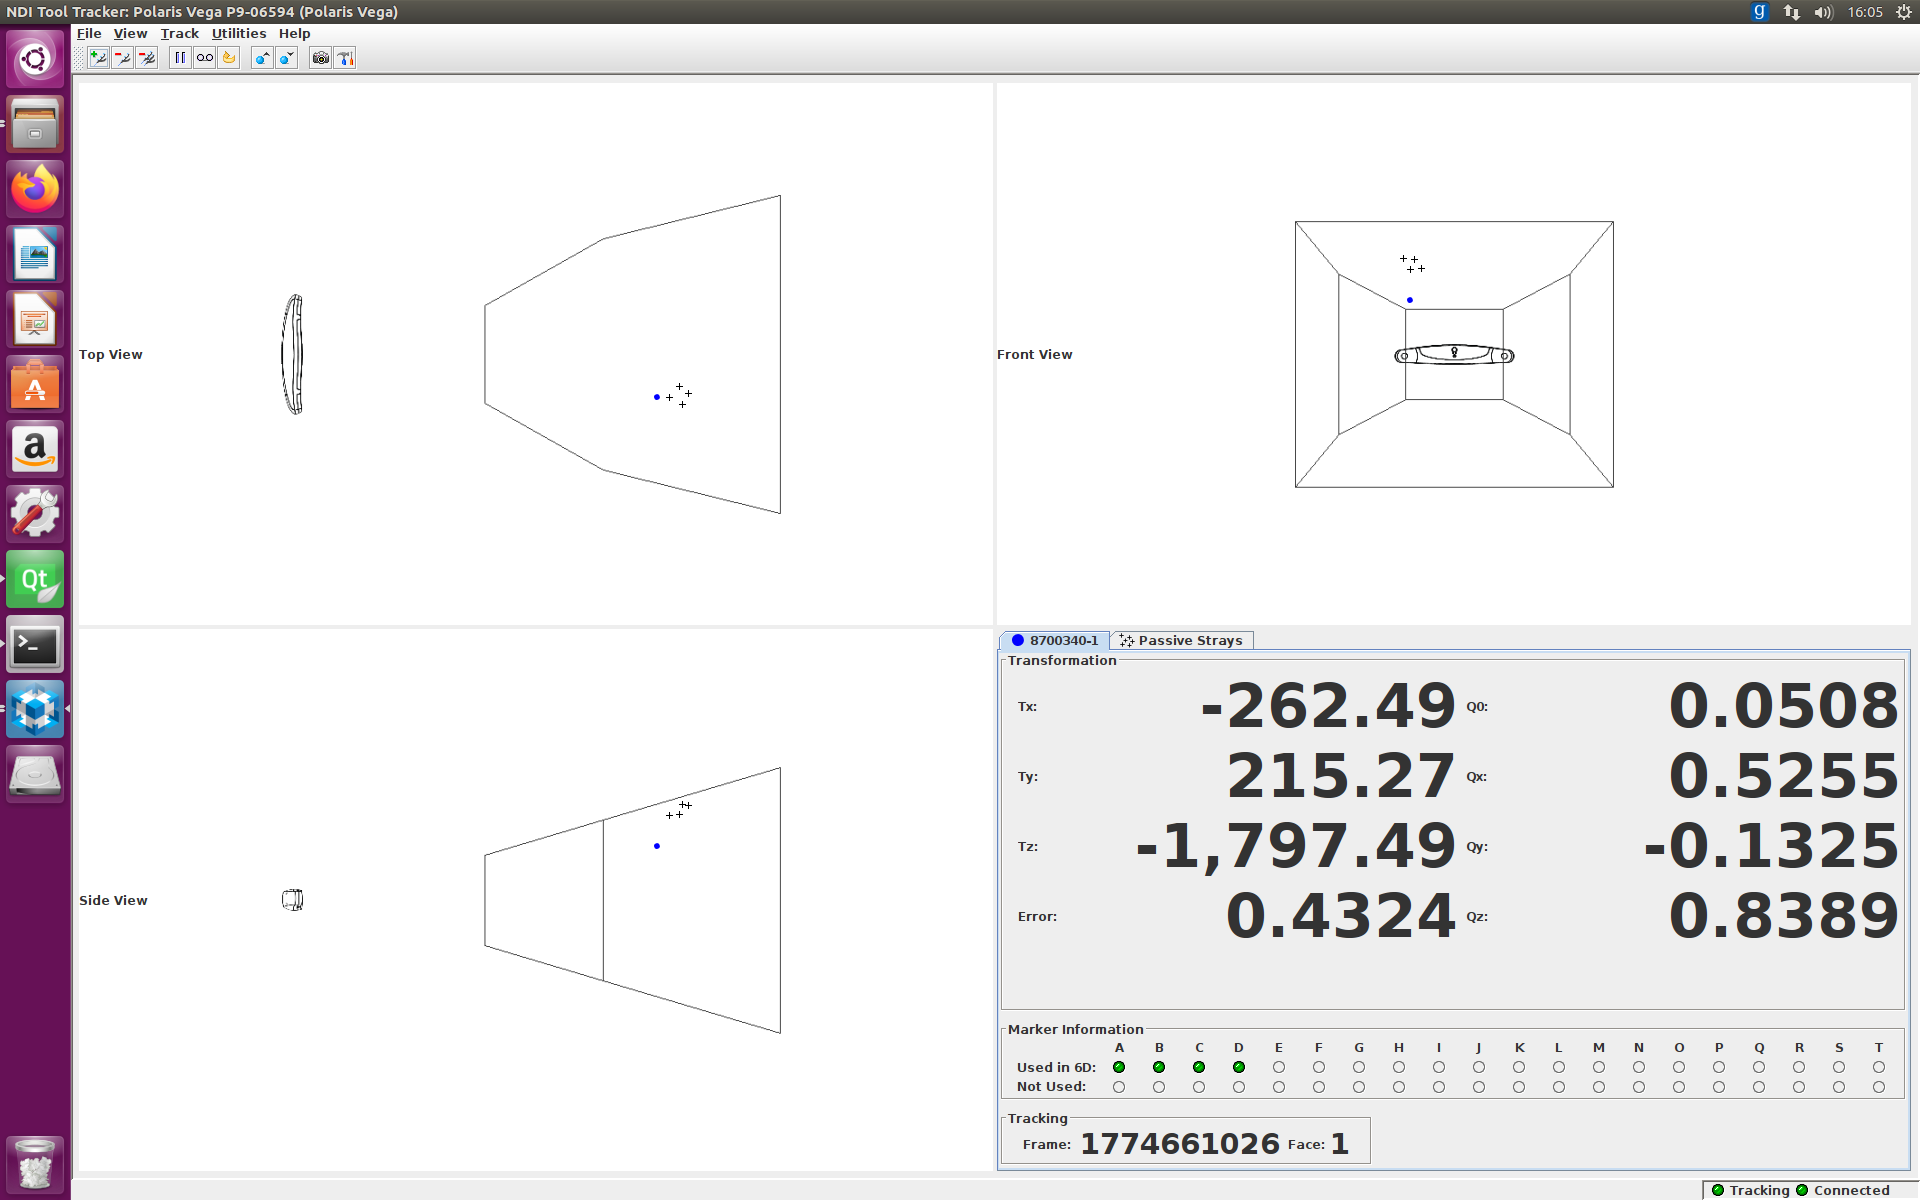 NDI Tool Tracker: Polaris Vega P9-06594 (Polaris Vega)
g 16:05
File View Track Utilities Help
Top View
Front View
Side View
8700340-1 Passive Strays
Transformation
Tx: -262.49 Q0: 0.0508
Ty: 215.27 Qx: 0.5255
Tz: -1,797.49 Qy: -0.1325
Error: 0.4324 Qz: 0.8389
Marker Information
A B C D E F G H I J K L M N O P Q R S T
Used in 6D:
Not Used:
Tracking
Frame: 1774661026 Face: 1
Tracking Connected
A
a
Qt
>_